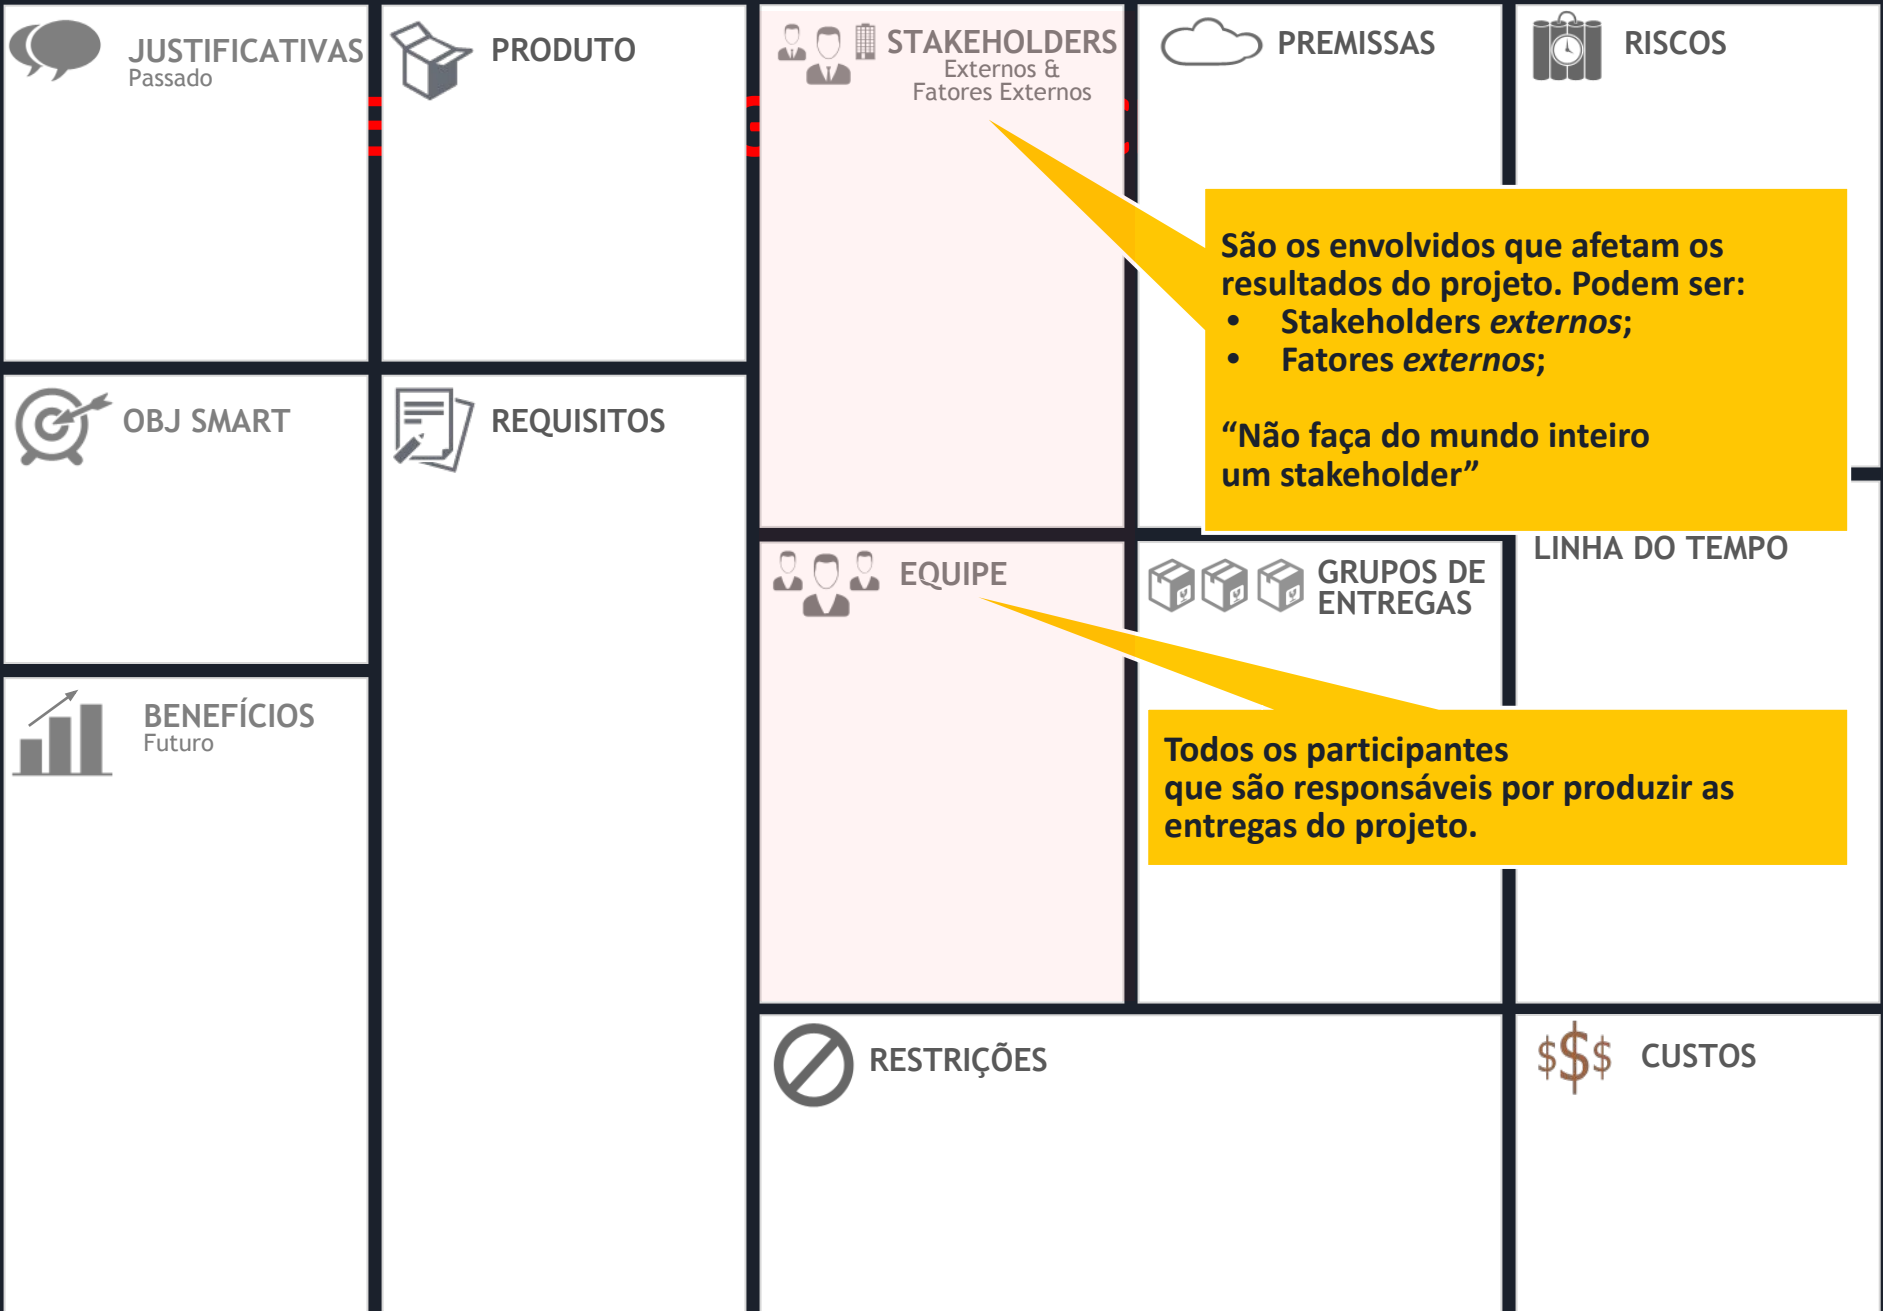 JUSTIFICATIVAS
Passado
PRODUTO
STAKEHOLDERS
Externos &
Fatores Externos
PREMISSAS
RISCOS
São os envolvidos que afetam os
resultados do projeto. Podem ser:
• Stakeholders externos;
• Fatores externos;
“Não faça do mundo inteiro
um stakeholder”
OBJ SMART
REQUISITOS
EQUIPE
GRUPOS DE
ENTREGAS
LINHA DO TEMPO
BENEFÍCIOS
Futuro
Todos os participantes
que são responsáveis por produzir as
entregas do projeto.
RESTRIÇÕES
$$$ CUSTOS